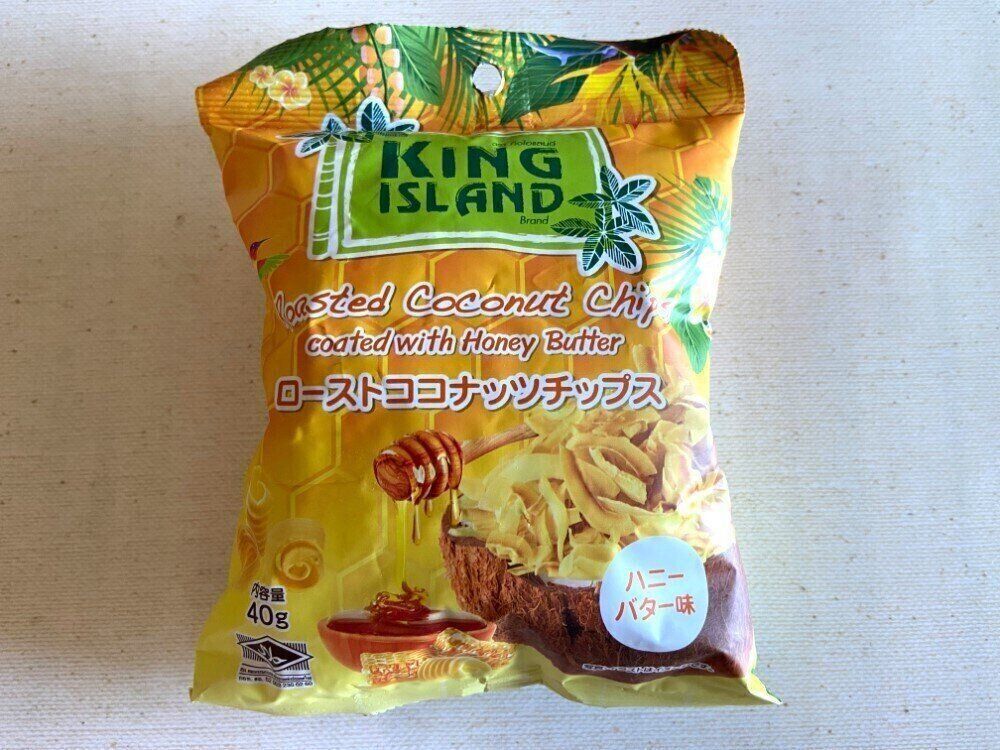 KING
ISLAND
Brand
Roasted Coconut Chips
coated with Honey Butter
ローストココナッツチップス
ハニー
バター味
内容量
40g